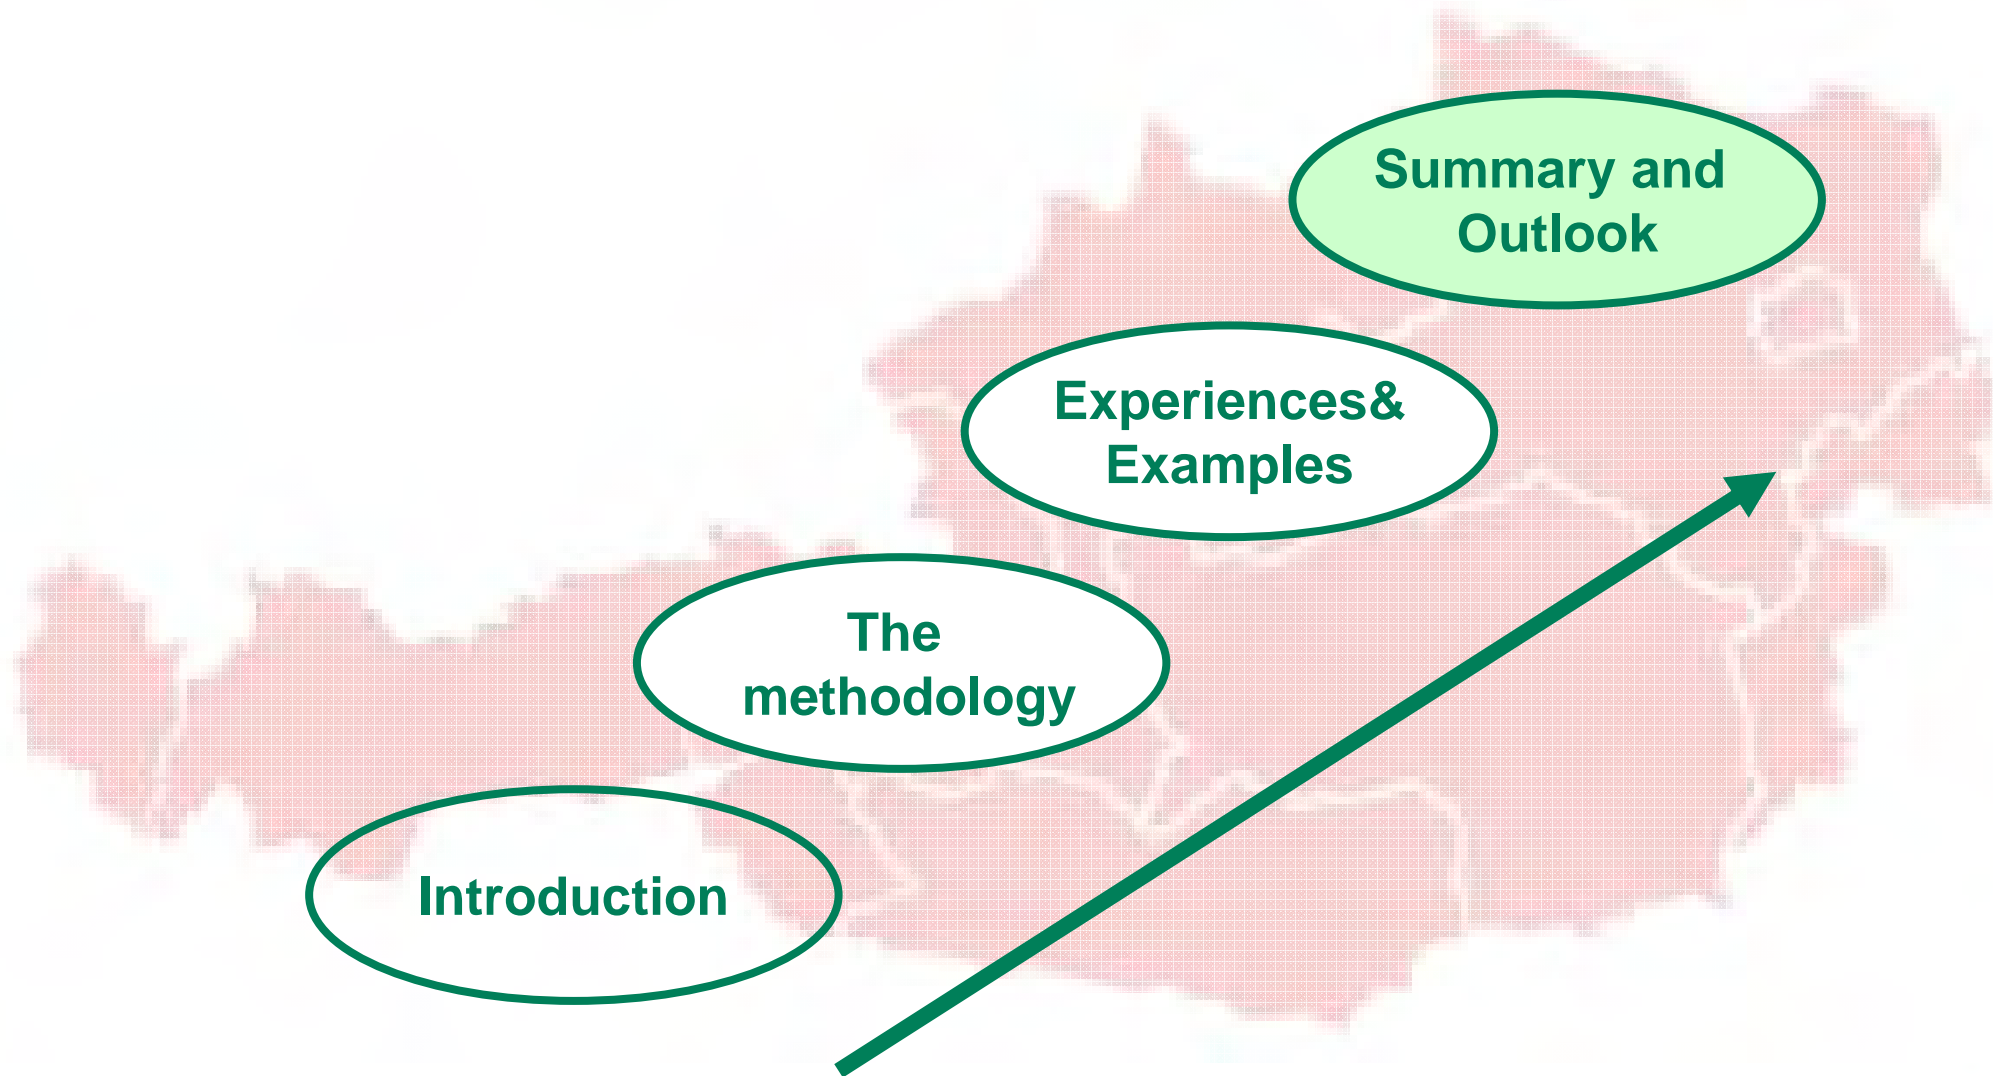 Summary and
Outlook
Experiences&
Examples
The
methodology
Introduction